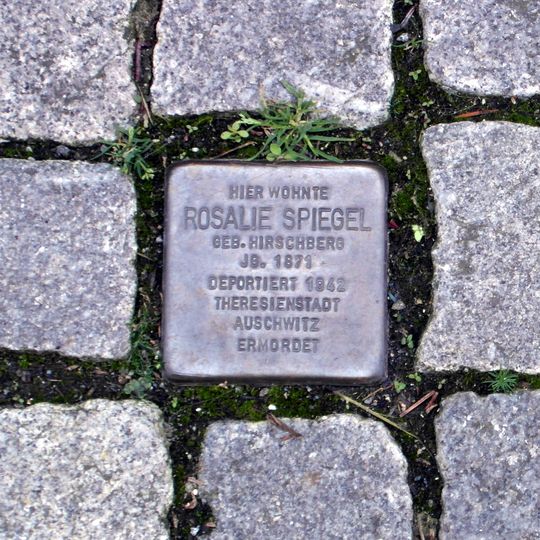 HIER WOHNTE
ROSALIE SPIEGEL
GEB. HIRSCHBERG
JG. 1871
DEPORTIERT 1942
THERESIENSTADT
AUSCHWITZ
ERMORDET